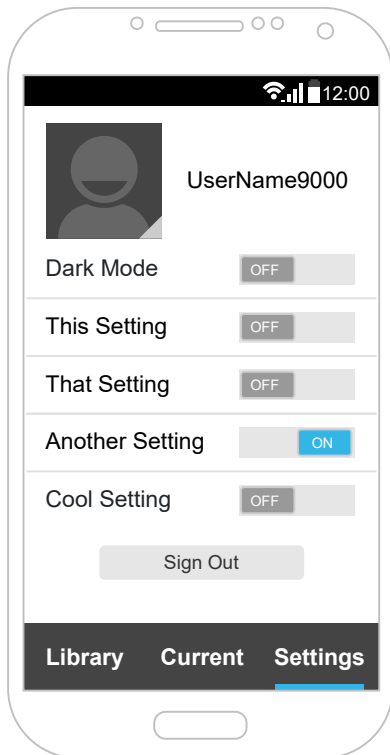 12:00
UserName9000
Dark Mode OFF
This Setting OFF
That Setting OFF
Another Setting ON
Cool Setting OFF
Sign Out
Library Current Settings